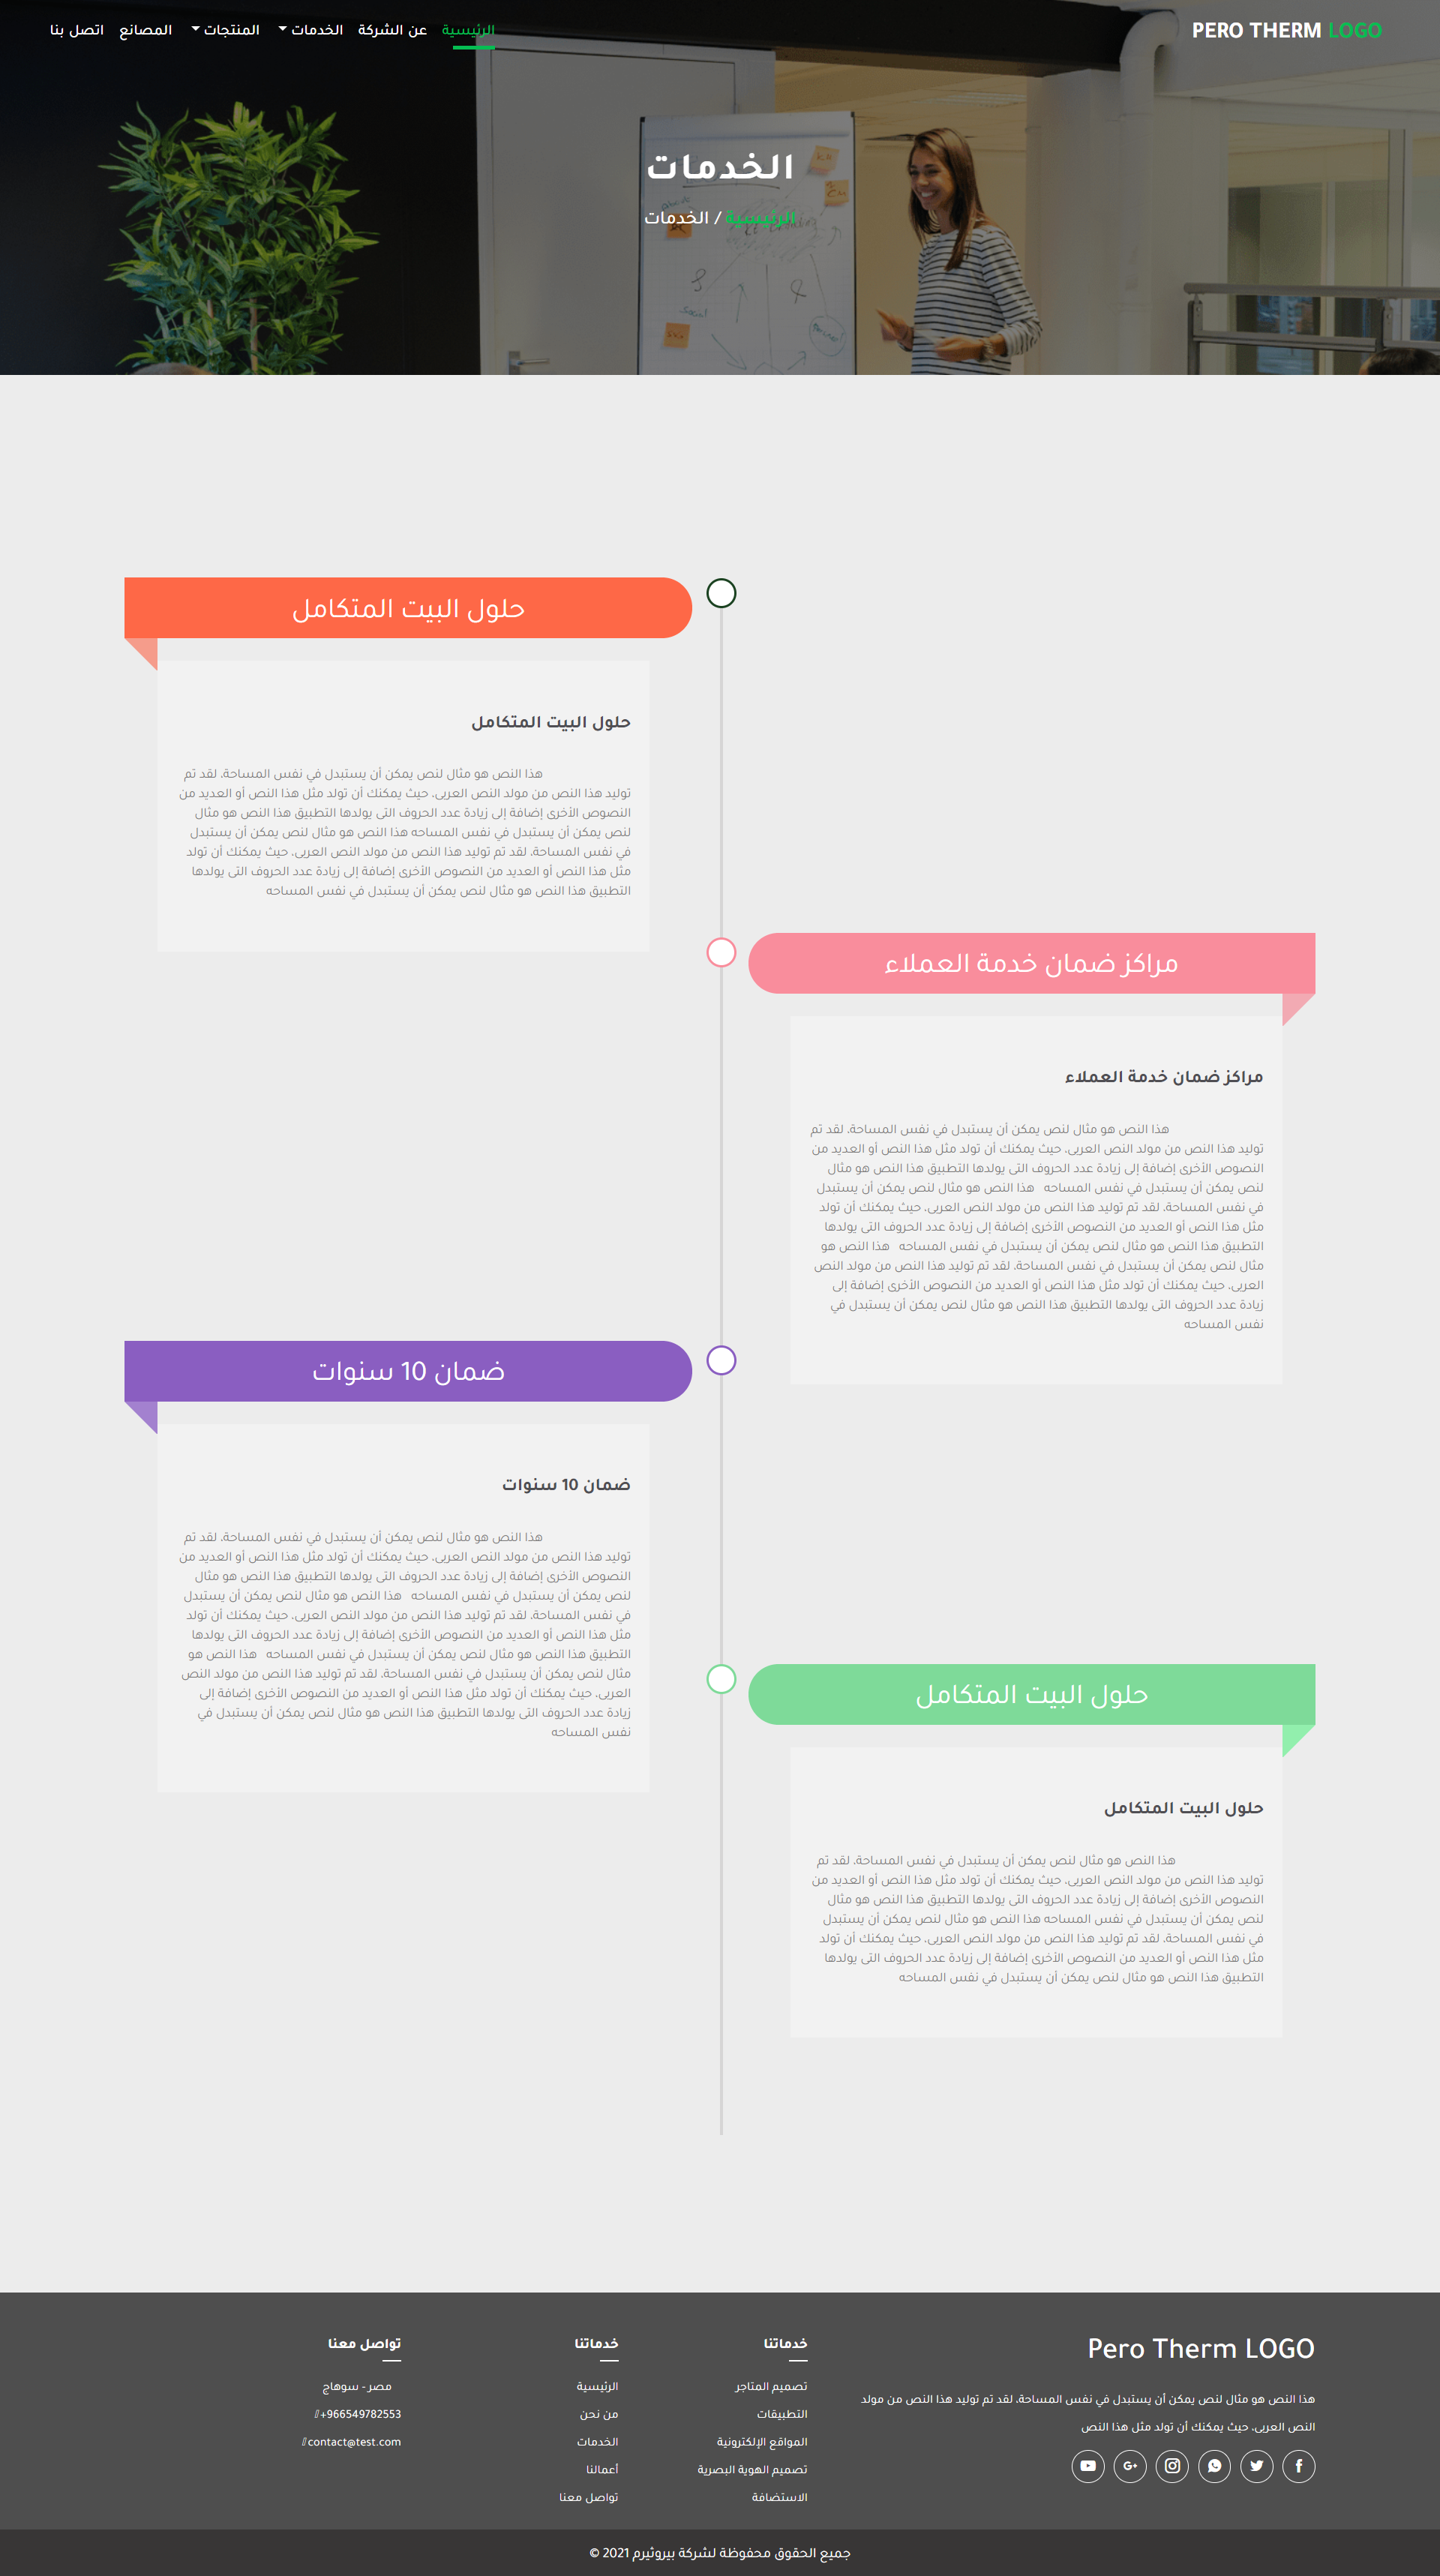 PERO THERM LOGO
الرئيسية عن الشركة الخدمات المنتجات المصانع اتصل بنا
الخدمات
الرئيسية / الخدمات
حلول البيت المتكامل
حلول البيت المتكامل
هذا النص هو مثال لنص يمكن أن يستبدل في نفس المساحة، لقد تم
توليد هذا النص من مولد النص العربى، حيث يمكنك أن تولد مثل هذا النص أو العديد من
النصوص الأخرى إضافة إلى زيادة عدد الحروف التى يولدها التطبيق هذا النص هو مثال
لنص يمكن أن يستبدل في نفس المساحه هذا النص هو مثال لنص يمكن أن يستبدل
في نفس المساحة، لقد تم توليد هذا النص من مولد النص العربى، حيث يمكنك أن تولد
مثل هذا النص أو العديد من النصوص الأخرى إضافة إلى زيادة عدد الحروف التى يولدها
التطبيق هذا النص هو مثال لنص يمكن أن يستبدل في نفس المساحه
مراكز ضمان خدمة العملاء
مراكز ضمان خدمة العملاء
هذا النص هو مثال لنص يمكن أن يستبدل في نفس المساحة، لقد تم
توليد هذا النص من مولد النص العربى، حيث يمكنك أن تولد مثل هذا النص أو العديد من
النصوص الأخرى إضافة إلى زيادة عدد الحروف التى يولدها التطبيق هذا النص هو مثال
لنص يمكن أن يستبدل في نفس المساحه هذا النص هو مثال لنص يمكن أن يستبدل
في نفس المساحة، لقد تم توليد هذا النص من مولد النص العربى، حيث يمكنك أن تولد
مثل هذا النص أو العديد من النصوص الأخرى إضافة إلى زيادة عدد الحروف التى يولدها
التطبيق هذا النص هو مثال لنص يمكن أن يستبدل في نفس المساحه هذا النص هو
مثال لنص يمكن أن يستبدل في نفس المساحة، لقد تم توليد هذا النص من مولد النص
العربى، حيث يمكنك أن تولد مثل هذا النص أو العديد من النصوص الأخرى إضافة إلى
زيادة عدد الحروف التى يولدها التطبيق هذا النص هو مثال لنص يمكن أن يستبدل في
نفس المساحه
ضمان 10 سنوات
ضمان 10 سنوات
هذا النص هو مثال لنص يمكن أن يستبدل في نفس المساحة، لقد تم
توليد هذا النص من مولد النص العربى، حيث يمكنك أن تولد مثل هذا النص أو العديد من
النصوص الأخرى إضافة إلى زيادة عدد الحروف التى يولدها التطبيق هذا النص هو مثال
لنص يمكن أن يستبدل في نفس المساحه هذا النص هو مثال لنص يمكن أن يستبدل
في نفس المساحة، لقد تم توليد هذا النص من مولد النص العربى، حيث يمكنك أن تولد
مثل هذا النص أو العديد من النصوص الأخرى إضافة إلى زيادة عدد الحروف التى يولدها
التطبيق هذا النص هو مثال لنص يمكن أن يستبدل في نفس المساحه هذا النص هو
مثال لنص يمكن أن يستبدل في نفس المساحة، لقد تم توليد هذا النص من مولد النص
العربى، حيث يمكنك أن تولد مثل هذا النص أو العديد من النصوص الأخرى إضافة إلى
زيادة عدد الحروف التى يولدها التطبيق هذا النص هو مثال لنص يمكن أن يستبدل في
نفس المساحه
حلول البيت المتكامل
حلول البيت المتكامل
هذا النص هو مثال لنص يمكن أن يستبدل في نفس المساحة، لقد تم
توليد هذا النص من مولد النص العربى، حيث يمكنك أن تولد مثل هذا النص أو العديد من
النصوص الأخرى إضافة إلى زيادة عدد الحروف التى يولدها التطبيق هذا النص هو مثال
لنص يمكن أن يستبدل في نفس المساحه هذا النص هو مثال لنص يمكن أن يستبدل
في نفس المساحة، لقد تم توليد هذا النص من مولد النص العربى، حيث يمكنك أن تولد
مثل هذا النص أو العديد من النصوص الأخرى إضافة إلى زيادة عدد الحروف التى يولدها
التطبيق هذا النص هو مثال لنص يمكن أن يستبدل في نفس المساحه
Pero Therm LOGO
هذا النص هو مثال لنص يمكن أن يستبدل في نفس المساحة، لقد تم توليد هذا النص من مولد
النص العربى، حيث يمكنك أن تولد مثل هذا النص
خدماتنا
تصميم المتاجر
التطبيقات
المواقع الإلكترونية
تصميم الهوية البصرية
الاستضافة
خدماتنا
الرئيسية
من نحن
الخدمات
أعمالنا
تواصل معنا
تواصل معنا
مصر - سوهاج
+966549782553
contact@test.com
جميع الحقوق محفوظة لشركة بيروثيرم 2021 ©